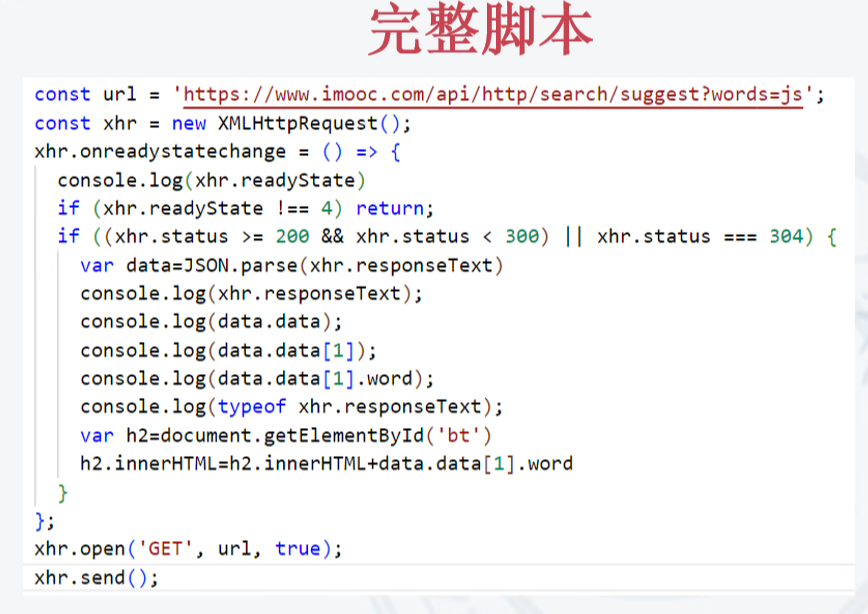 完整脚本
const url = 'https://www.imooc.com/api/http/search/suggest?words=js';
const xhr = new XMLHttpRequest();
xhr.onreadystatechange = () => {
  console.log(xhr.readyState)
  if (xhr.readyState !== 4) return;
  if ((xhr.status >= 200 && xhr.status < 300) || xhr.status === 304) {
    var data=JSON.parse(xhr.responseText)
    console.log(xhr.responseText);
    console.log(data.data);
    console.log(data.data[1]);
    console.log(data.data[1].word);
    console.log(typeof xhr.responseText);
    var h2=document.getElementById('bt')
    h2.innerHTML=h2.innerHTML+data.data[1].word
  }
};
xhr.open('GET', url, true);
xhr.send();